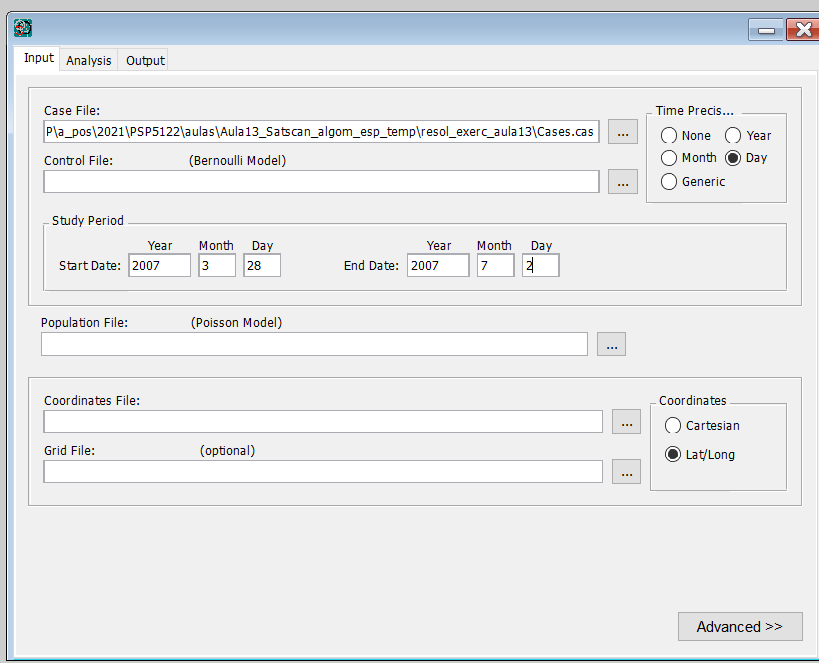 Input Analysis Output
Case File:
P\a_pos\2021\PSP5122\aulas\Aula13_Satscan_algom_esp_temp\resol_exerc_aula13\Cases.cas ...
Time Precis...
None Year
Month Day
Generic
Control File: (Bernoulli Model)
...
Study Period
Year Month Day Year Month Day
Start Date: 2007 3 28 End Date: 2007 7 2
Population File: (Poisson Model)
...
Coordinates File:
...
Coordinates
Cartesian
Lat/Long
Grid File: (optional)
...
Advanced >>